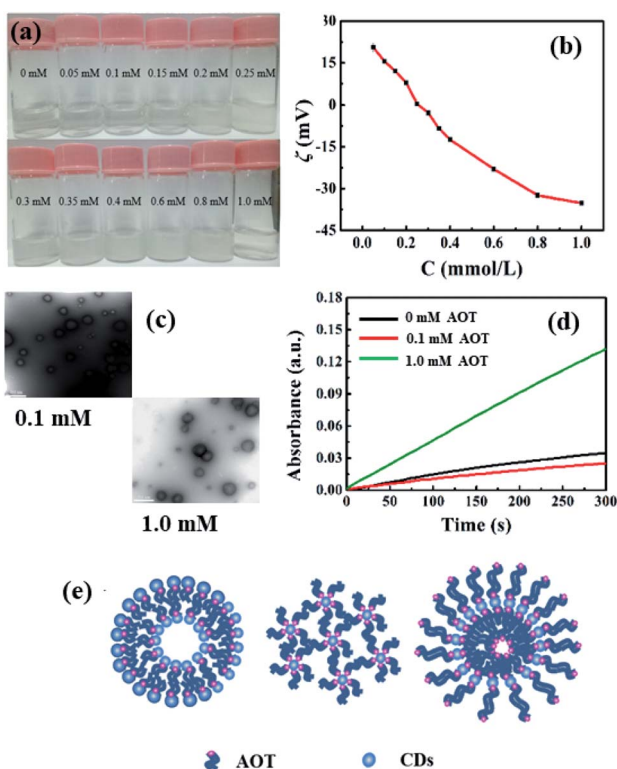 (a)
0 mM 0.05 mM 0.1 mM 0.15 mM 0.2 mM 0.25 mM
0.3 mM 0.35 mM 0.4 mM 0.6 mM 0.8 mM 1.0 mM
(b)
30
15
0
-15
-30
-45
ζ (mV)
0.0 0.2 0.4 0.6 0.8 1.0
C (mmol/L)
(c)
0.1 mM
1.0 mM
(d)
0.18
0.15
0.12
0.09
0.06
0.03
0.00
Absorbance (a.u.)
0 mM AOT
0.1 mM AOT
1.0 mM AOT
0 50 100 150 200 250 300
Time (s)
(e)
AOT CDs